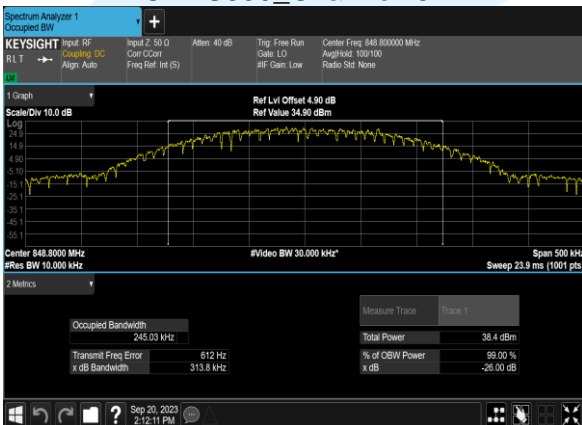 Spectrum Analyzer 1
Occupied BW
KEYSIGHT Input: RF Input Z: 50 Ω Atten: 40 dB Trig: Free Run Center Freq: 848.800000 MHz
RLT Coupling: DC Corr CCorr Gate: LO Avg|Hold: 100/100
Align: Auto Freq Ref: Int (S) #IF Gain: Low Radio Std: None
LW
1 Graph
Ref Lvl Offset 4.90 dB
Scale/Div 10.0 dB Ref Value 34.90 dBm
Log
24.9
14.9
4.90
-5.10
-15.1
-25.1
-35.1
-45.1
-55.1
Center 848.8000 MHz #Video BW 30.000 kHz* Span 500 kHz
#Res BW 10.000 kHz Sweep 23.9 ms (1001 pts)
2 Metrics
Measure Trace Trace 1
Occupied Bandwidth
245.03 kHz Total Power 38.4 dBm
Transmit Freq Error 612 Hz % of OBW Power 99.00 %
x dB Bandwidth 313.8 kHz x dB -26.00 dB
? Sep 20, 2023
2:12:11 PM